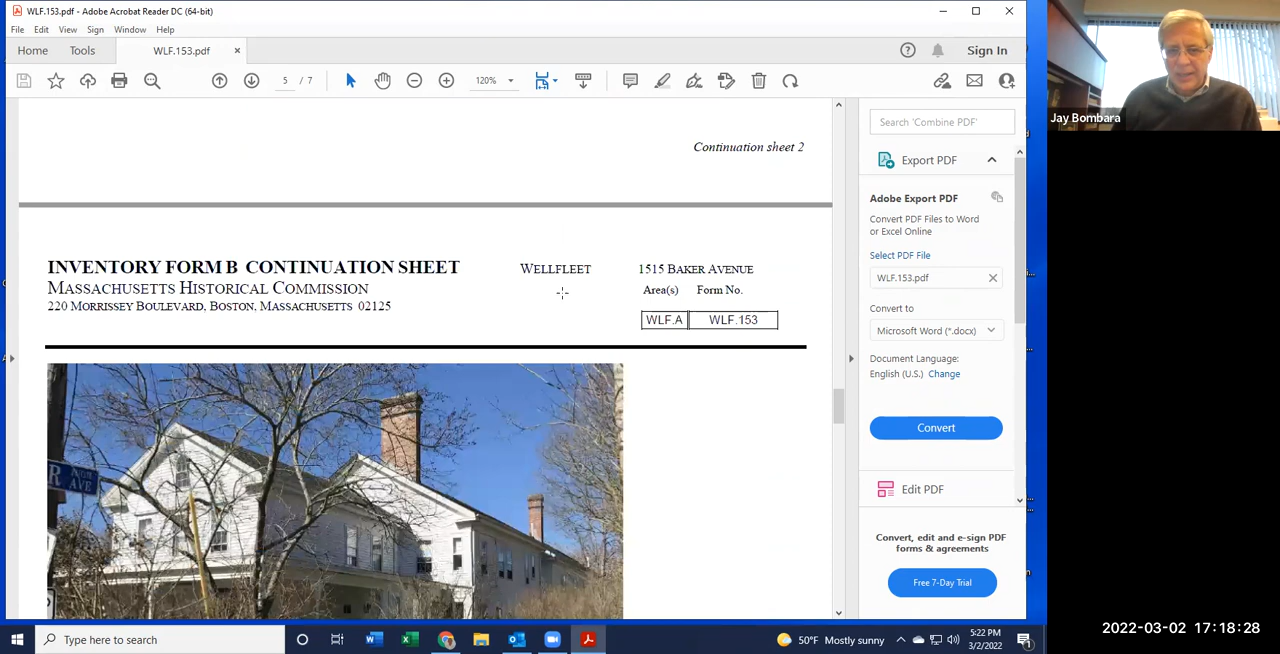 WLF.153.pdf - Adobe Acrobat Reader DC (64-bit)
File Edit View Sign Window Help
Home Tools WLF.153.pdf × Sign In
5 / 7 120%
Continuation sheet 2
INVENTORY FORM B CONTINUATION SHEET WELLFLEET 1515 BAKER AVENUE
MASSACHUSETTS HISTORICAL COMMISSION Area(s) Form No.
220 MORRISSEY BOULEVARD, BOSTON, MASSACHUSETTS 02125
WLF.A WLF.153
R AVE
Search 'Combine PDF'
Export PDF
Adobe Export PDF
Convert PDF Files to Word
or Excel Online
Select PDF File
WLF.153.pdf
Convert to
Microsoft Word (*.docx)
Document Language:
English (U.S.) Change
Convert
Edit PDF
Convert, edit and e-sign PDF
forms & agreements
Free 7-Day Trial
Jay Bombara
Type here to search
50°F Mostly sunny
5:22 PM
3/2/2022
2022-03-02 17:18:28